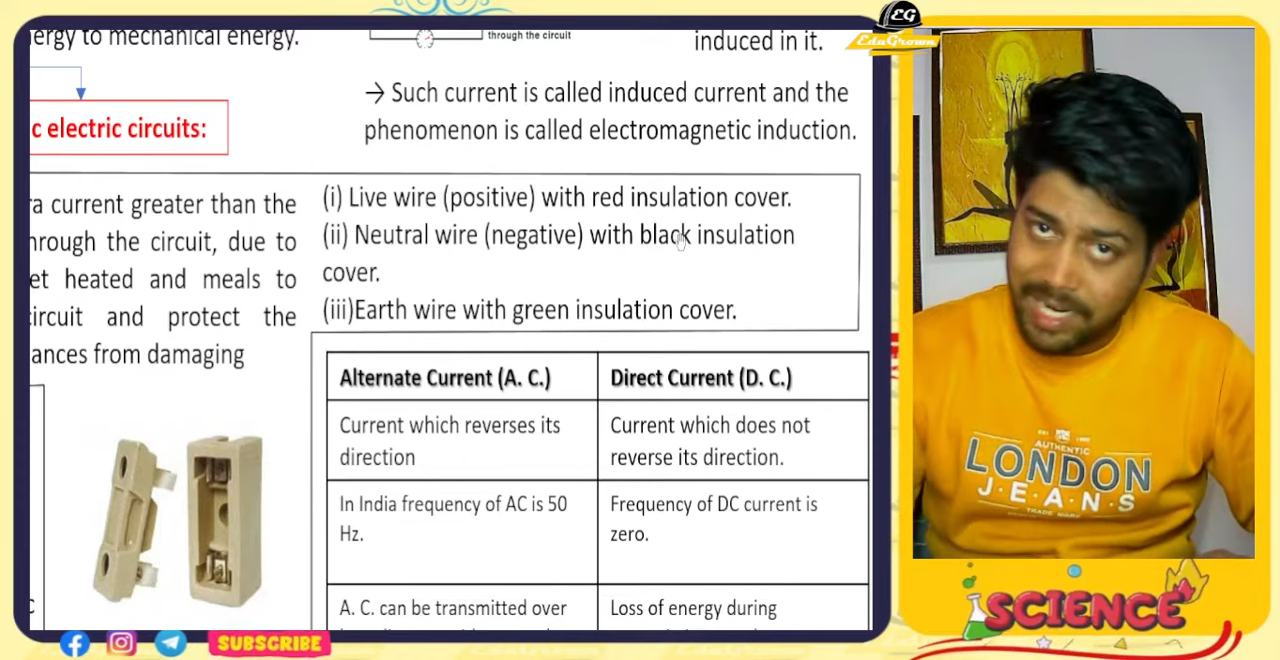 ergy to mechanical energy.
through the circuit
induced in it.
→ Such current is called induced current and the
phenomenon is called electromagnetic induction.
c electric circuits:
ra current greater than the
hrough the circuit, due to
et heated and meals to
circuit and protect the
ances from damaging
(i) Live wire (positive) with red insulation cover.
(ii) Neutral wire (negative) with black insulation
cover.
(iii)Earth wire with green insulation cover.
Alternate Current (A. C.)
Direct Current (D. C.)
Current which reverses its
direction
Current which does not
reverse its direction.
In India frequency of AC is 50
Hz.
Frequency of DC current is
zero.
A. C. can be transmitted over
Loss of energy during
EG
EduGrown
AUTHENTIC
LONDON
J·E·A·N·S
TRADE MARK
SCIENCE
SUBSCRIBE